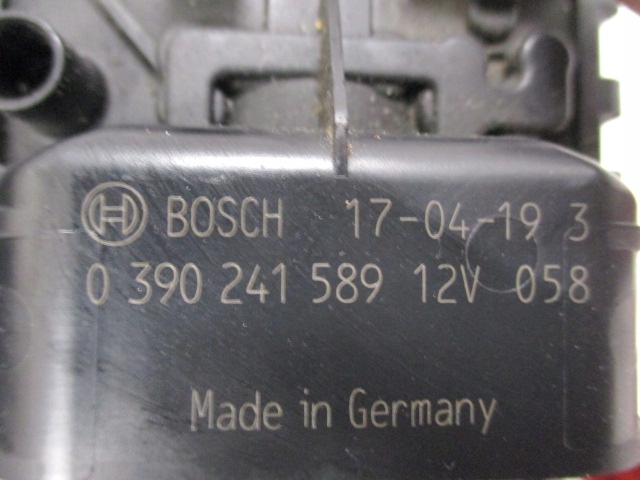 BOSCH 17-04-19 3
0 390 241 589 12V 058
Made in Germany